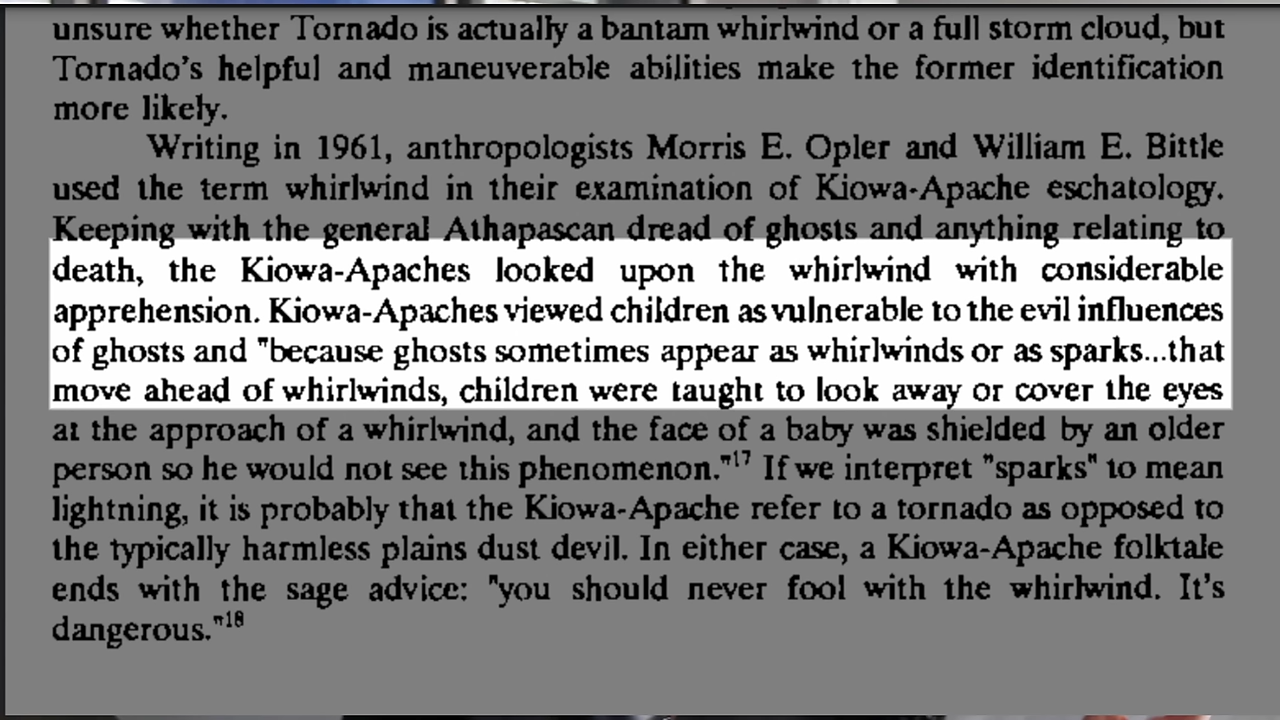 unsure whether Tornado is actually a bantam whirlwind or a full storm cloud, but
Tornado's helpful and maneuverable abilities make the former identification
more likely.
Writing in 1961, anthropologists Morris E. Opler and William E. Bittle
used the term whirlwind in their examination of Kiowa-Apache eschatology.
Keeping with the general Athapascan dread of ghosts and anything relating to
death, the Kiowa-Apaches looked upon the whirlwind with considerable
apprehension. Kiowa-Apaches viewed children as vulnerable to the evil influences
of ghosts and "because ghosts sometimes appear as whirlwinds or as sparks...that
move ahead of whirlwinds, children were taught to look away or cover the eyes
at the approach of a whirlwind, and the face of a baby was shielded by an older
person so he would not see this phenomenon."17 If we interpret "sparks" to mean
lightning, it is probably that the Kiowa-Apache refer to a tornado as opposed to
the typically harmless plains dust devil. In either case, a Kiowa-Apache folktale
ends with the sage advice: "you should never fool with the whirlwind. It's
dangerous."18